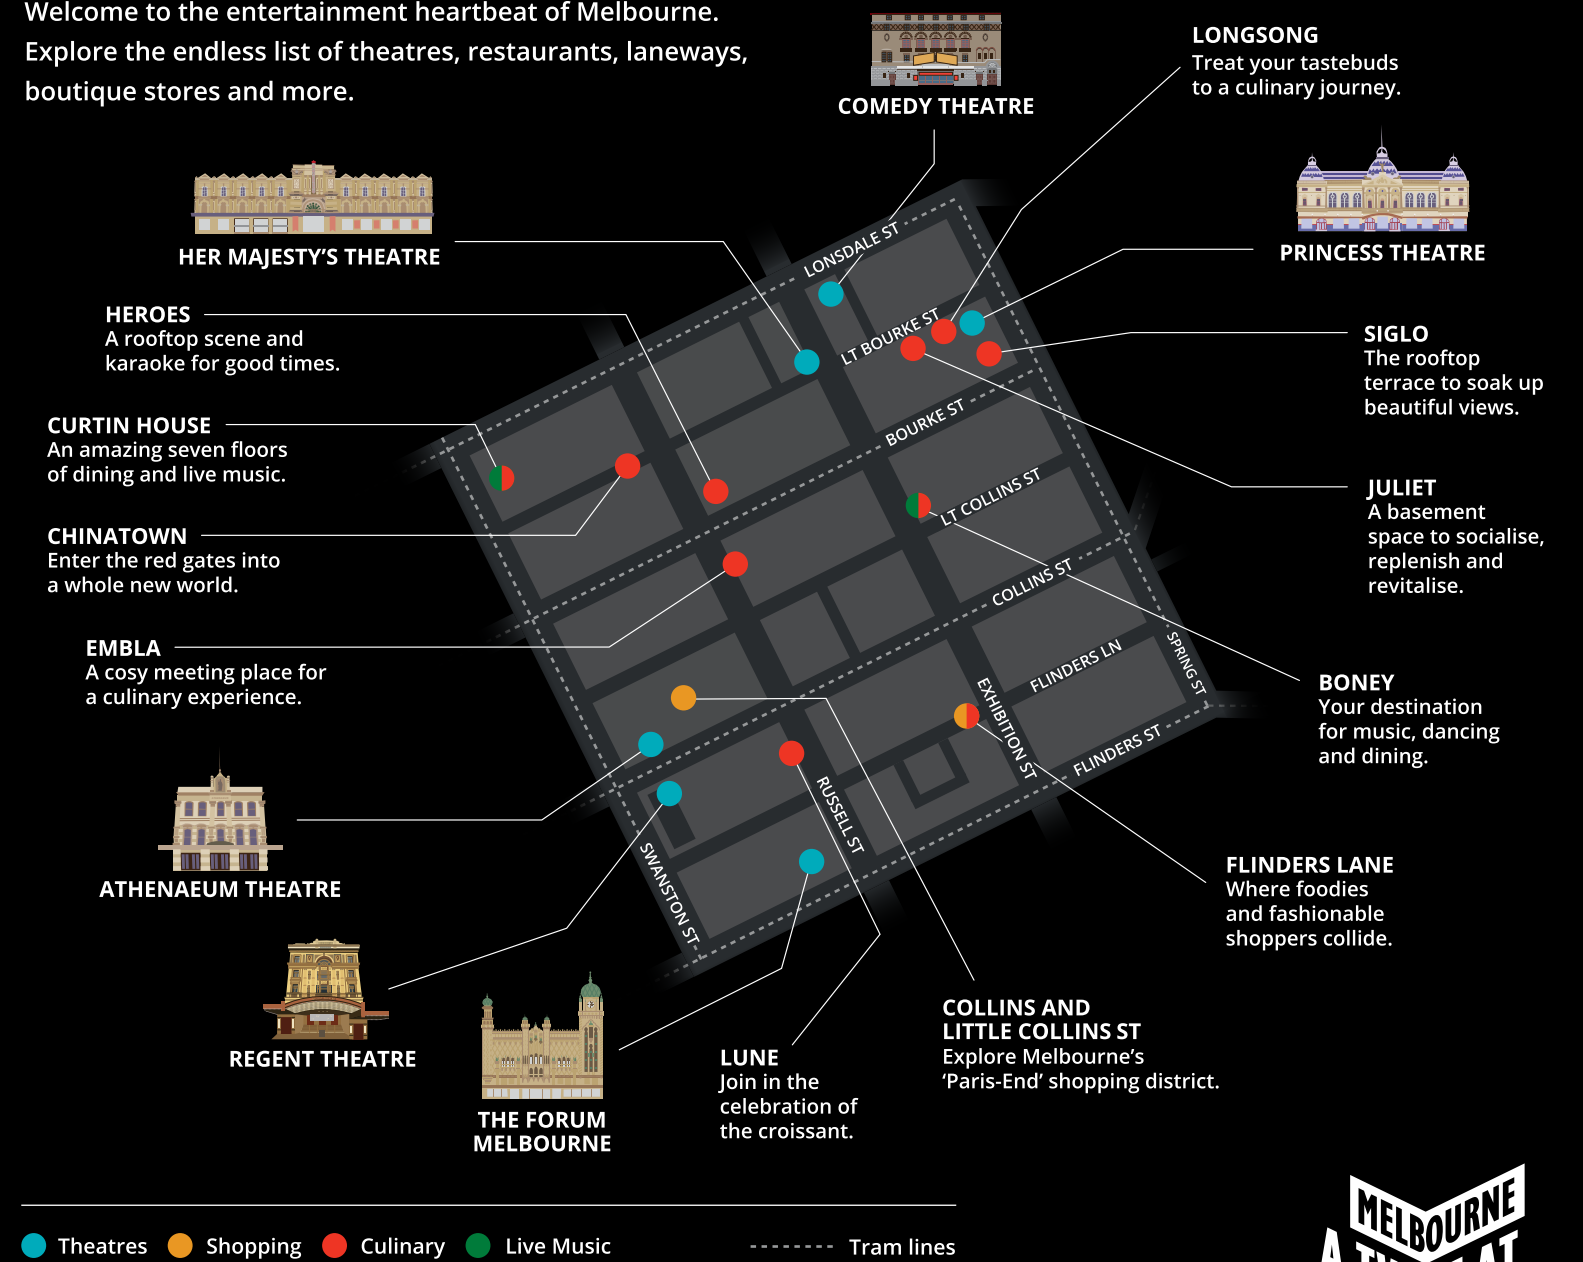 Welcome to the entertainment heartbeat of Melbourne.
Explore the endless list of theatres, restaurants, laneways,
boutique stores and more.
COMEDY THEATRE
LONGSONG
Treat your tastebuds
to a culinary journey.
HER MAJESTY'S THEATRE
PRINCESS THEATRE
HEROES
A rooftop scene and
karaoke for good times.
SIGLO
The rooftop
terrace to soak up
beautiful views.
CURTIN HOUSE
An amazing seven floors
of dining and live music.
JULIET
A basement
space to socialise,
replenish and
revitalise.
CHINATOWN
Enter the red gates into
a whole new world.
EMBLA
A cosy meeting place for
a culinary experience.
BONEY
Your destination
for music, dancing
and dining.
LONSDALE ST
LT BOURKE ST
BOURKE ST
LT COLLINS ST
COLLINS ST
FLINDERS LN
FLINDERS ST
SPRING ST
EXHIBITION ST
RUSSELL ST
SWANSTON ST
ATHENAEUM THEATRE
FLINDERS LANE
Where foodies
and fashionable
shoppers collide.
REGENT THEATRE
THE FORUM
MELBOURNE
LUNE
Join in the
celebration of
the croissant.
COLLINS AND
LITTLE COLLINS ST
Explore Melbourne's
'Paris-End' shopping district.
Theatres
Shopping
Culinary
Live Music
Tram lines
MELBOURNE